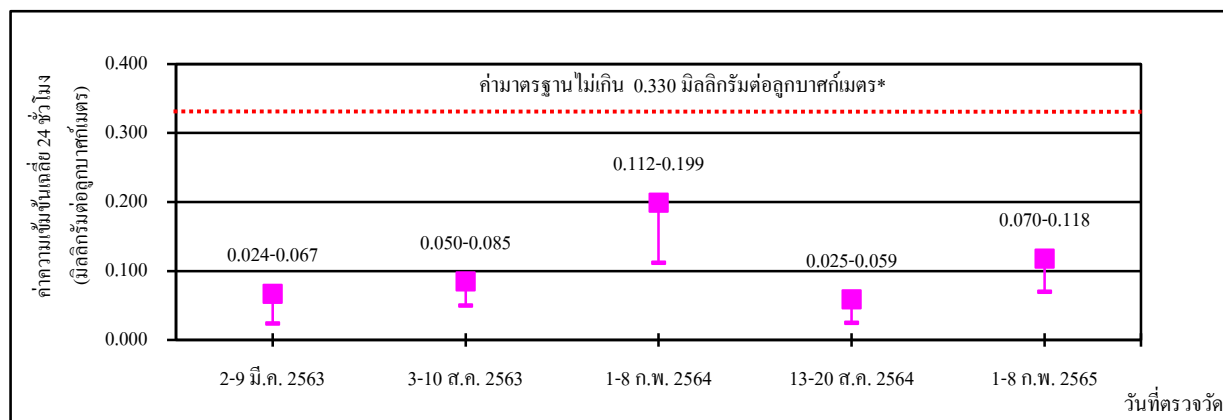 ค่าความเข้มข้นเฉลี่ย 24 ชั่วโมง
(มิลลิกรัมต่อลูกบาศก์เมตร)
0.400
0.300
0.200
0.100
0.000
ค่ามาตรฐานไม่เกิน 0.330 มิลลิกรัมต่อลูกบาศก์เมตร*
0.024-0.067
0.050-0.085
0.112-0.199
0.025-0.059
0.070-0.118
2-9 มี.ค. 2563
3-10 ส.ค. 2563
1-8 ก.พ. 2564
13-20 ส.ค. 2564
1-8 ก.พ. 2565
วันที่ตรวจวัด